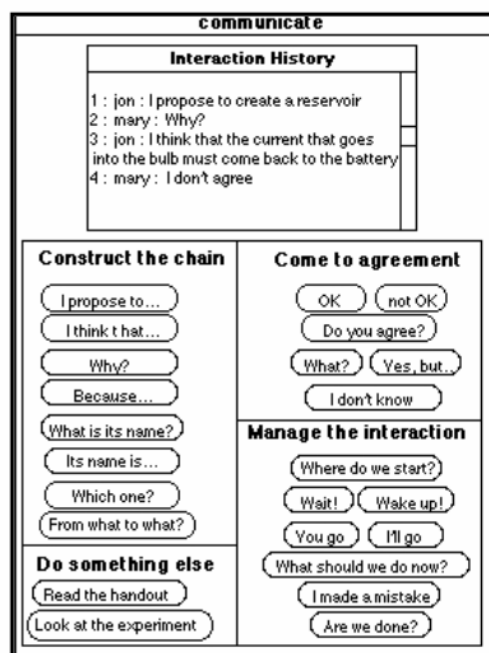 communicate
Interaction History
1 : jon : I propose to create a reservoir
2 : mary : Why?
3 : jon : I think that the current that goes
into the bulb must come back to the battery
4 : mary : I don't agree
Construct the chain
I propose to...
I think t hat...
Why?
Because...
What is its name?
Its name is...
Which one?
From what to what?
Do something else
Read the handout
Look at the experiment
Come to agreement
OK not OK
Do you agree?
What? Yes, but..
I don't know
Manage the interaction
Where do we start?
Wait! Wake up!
You go I'll go
What should we do now?
I made a mistake
Are we done?